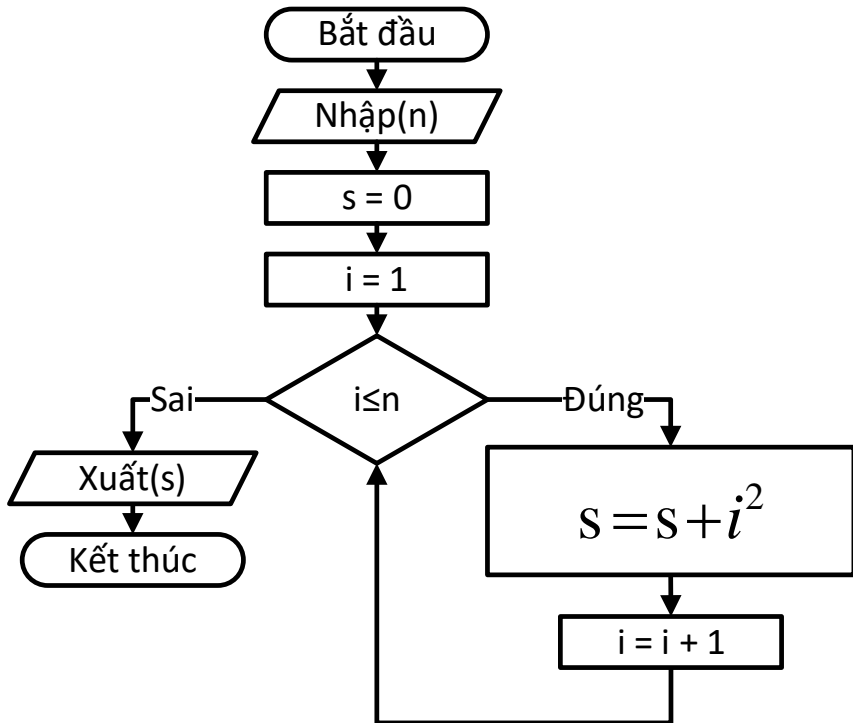 Bắt đầu
Nhập(n)
s = 0
i = 1
i≤n
Sai
Đúng
Xuất(s)
Kết thúc
s = s + i²
i = i + 1